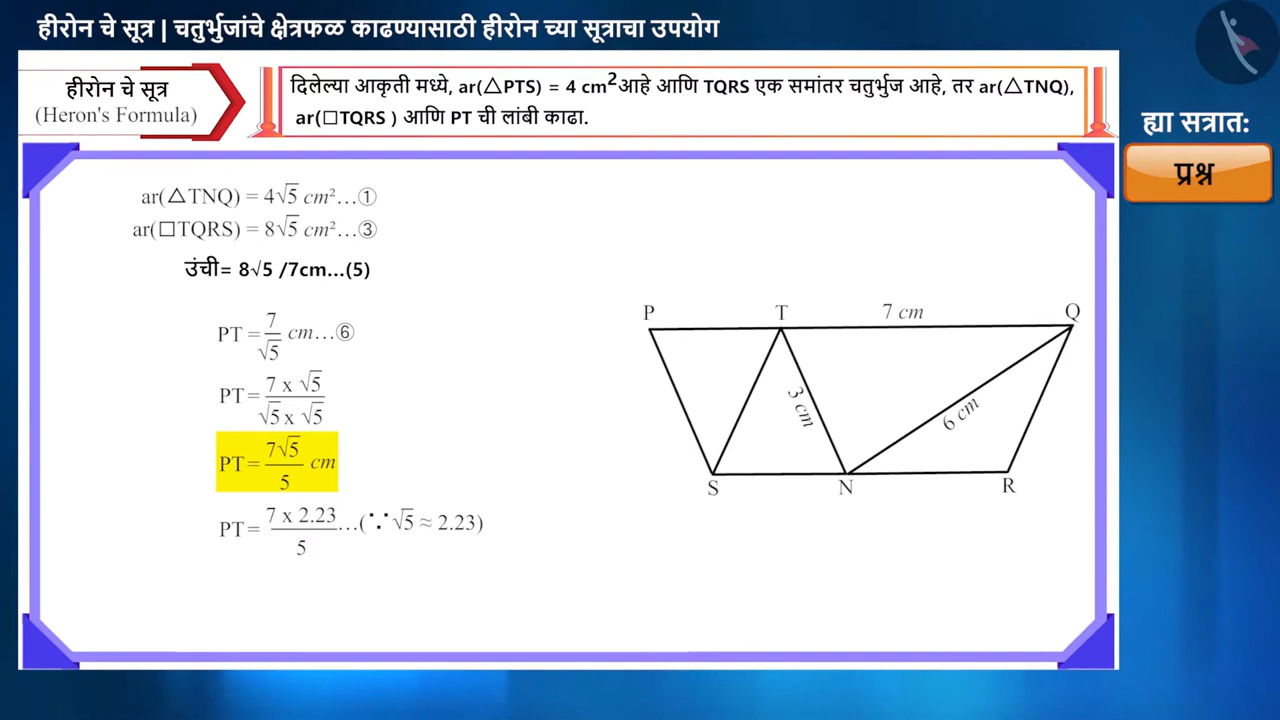 हीरोन चे सूत्र | चतुर्भुजांचे क्षेत्रफळ काढण्यासाठी हीरोन च्या सूत्राचा उपयोग
हीरोन चे सूत्र
(Heron's Formula)
दिलेल्या आकृती मध्ये, ar(△PTS) = 4 cm² आहे आणि TQRS एक समांतर चतुर्भुज आहे, तर ar(△TNQ),
ar(□TQRS ) आणि PT ची लांबी काढा.
ह्या सत्रात:
प्रश्न
ar(△TNQ) = 4√5 cm²...①
ar(□TQRS) = 8√5 cm²...③
उंची= 8√5 /7cm...(5)
PT = 7/√5 cm...⑥
PT = 7 x √5 / √5 x √5
PT = 7√5/5 cm
PT = 7 x 2.23 / 5 ...(∵√5 ≈ 2.23)
P T 7 cm Q
3 cm
6 cm
S N R